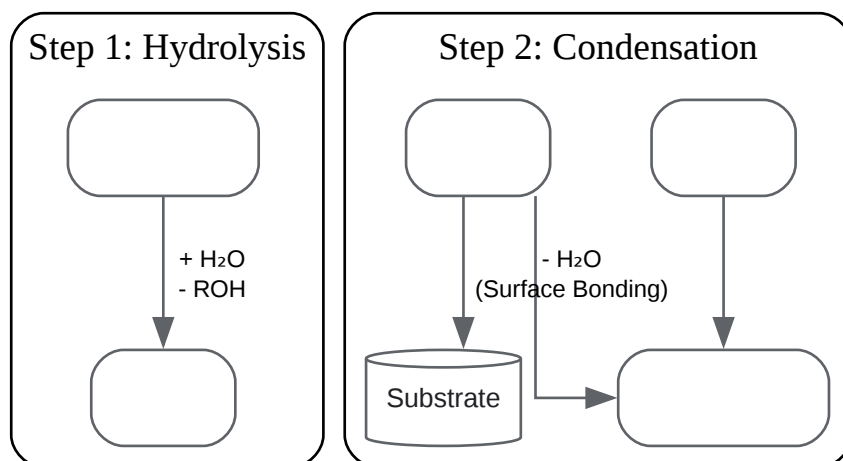 Step 1: Hydrolysis
+ H₂O
- ROH
Step 2: Condensation
- H₂O
(Surface Bonding)
Substrate